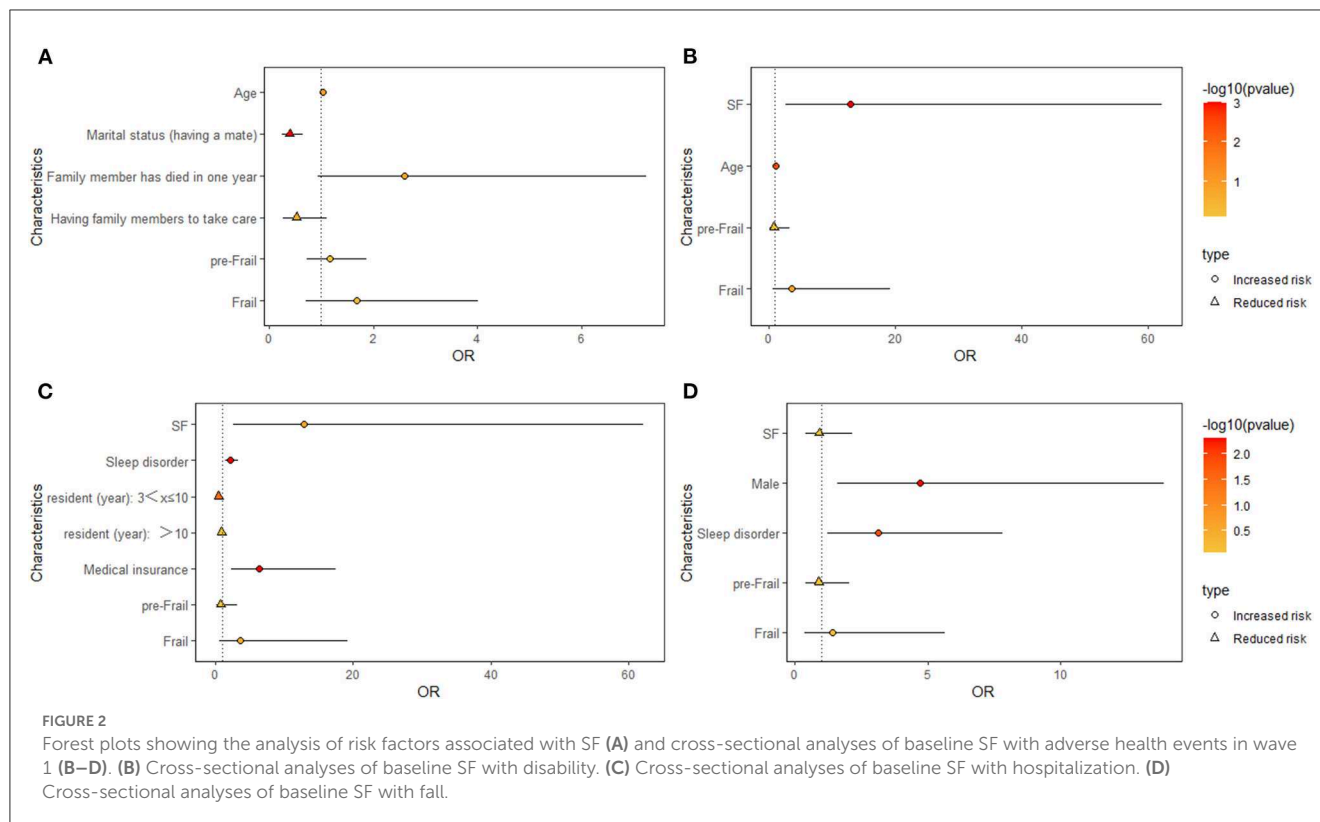 A
Characteristics
Age
Marital status (having a mate)
Family member has died in one year
Having family members to take care
pre-Frail
Frail
0
2
4
6
OR
B
Characteristics
SF
Age
pre-Frail
Frail
0
20
40
60
OR
-log10(pvalue)
3
2
1
type
Increased risk
Reduced risk
C
Characteristics
SF
Sleep disorder
resident (year): 3＜x≤10
resident (year): ＞10
Medical insurance
pre-Frail
Frail
0
20
40
60
OR
D
Characteristics
SF
Male
Sleep disorder
pre-Frail
Frail
0
5
10
OR
-log10(pvalue)
2.0
1.5
1.0
0.5
type
Increased risk
Reduced risk
FIGURE 2
Forest plots showing the analysis of risk factors associated with SF (A) and cross-sectional analyses of baseline SF with adverse health events in wave
1 (B–D). (B) Cross-sectional analyses of baseline SF with disability. (C) Cross-sectional analyses of baseline SF with hospitalization. (D)
Cross-sectional analyses of baseline SF with fall.